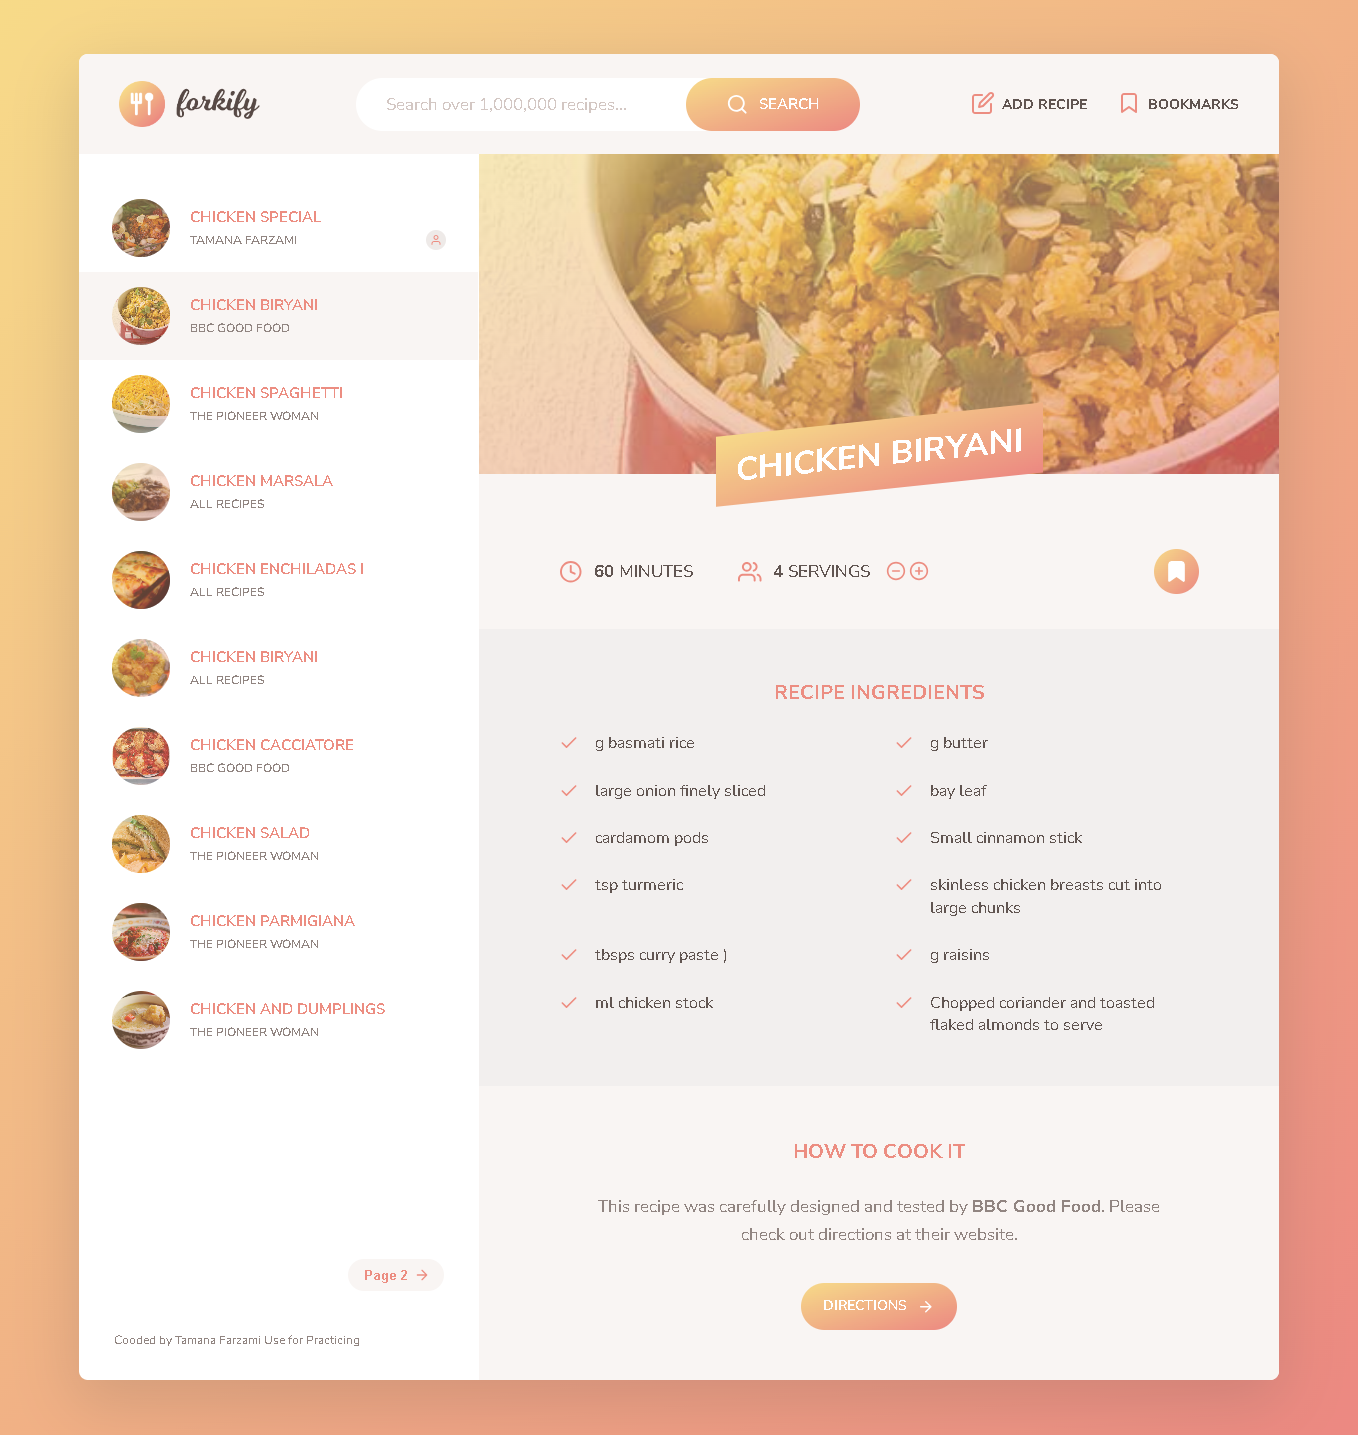 forkify
Search over 1,000,000 recipes...
SEARCH
ADD RECIPE
BOOKMARKS
CHICKEN SPECIAL
TAMANA FARZAMI
CHICKEN BIRYANI
BBC GOOD FOOD
CHICKEN SPAGHETTI
THE PIONEER WOMAN
CHICKEN MARSALA
ALL RECIPES
CHICKEN ENCHILADAS I
ALL RECIPES
CHICKEN BIRYANI
ALL RECIPES
CHICKEN CACCIATORE
BBC GOOD FOOD
CHICKEN SALAD
THE PIONEER WOMAN
CHICKEN PARMIGIANA
THE PIONEER WOMAN
CHICKEN AND DUMPLINGS
THE PIONEER WOMAN
Page 2
Cooded by Tamana Farzami Use for Practicing
CHICKEN BIRYANI
60 MINUTES
4 SERVINGS
RECIPE INGREDIENTS
g basmati rice
g butter
large onion finely sliced
bay leaf
cardamom pods
Small cinnamon stick
tsp turmeric
skinless chicken breasts cut into
large chunks
tbsps curry paste )
g raisins
ml chicken stock
Chopped coriander and toasted
flaked almonds to serve
HOW TO COOK IT
This recipe was carefully designed and tested by BBC Good Food. Please
check out directions at their website.
DIRECTIONS